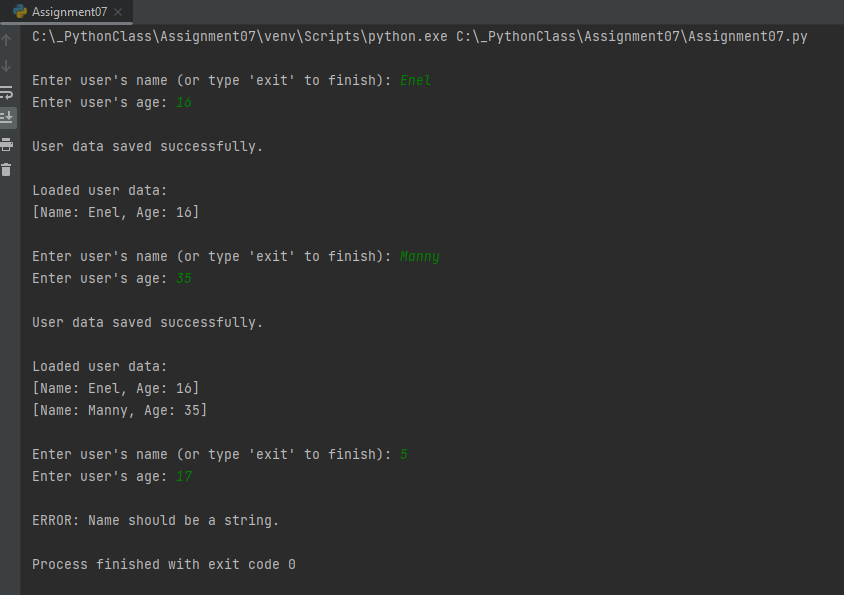 Assignment07
C:\_PythonClass\Assignment07\venv\Scripts\python.exe C:\_PythonClass\Assignment07\Assignment07.py
Enter user's name (or type 'exit' to finish): Enel
Enter user's age: 16
User data saved successfully.
Loaded user data:
[Name: Enel, Age: 16]
Enter user's name (or type 'exit' to finish): Manny
Enter user's age: 35
User data saved successfully.
Loaded user data:
[Name: Enel, Age: 16]
[Name: Manny, Age: 35]
Enter user's name (or type 'exit' to finish): 5
Enter user's age: 17
ERROR: Name should be a string.
Process finished with exit code 0